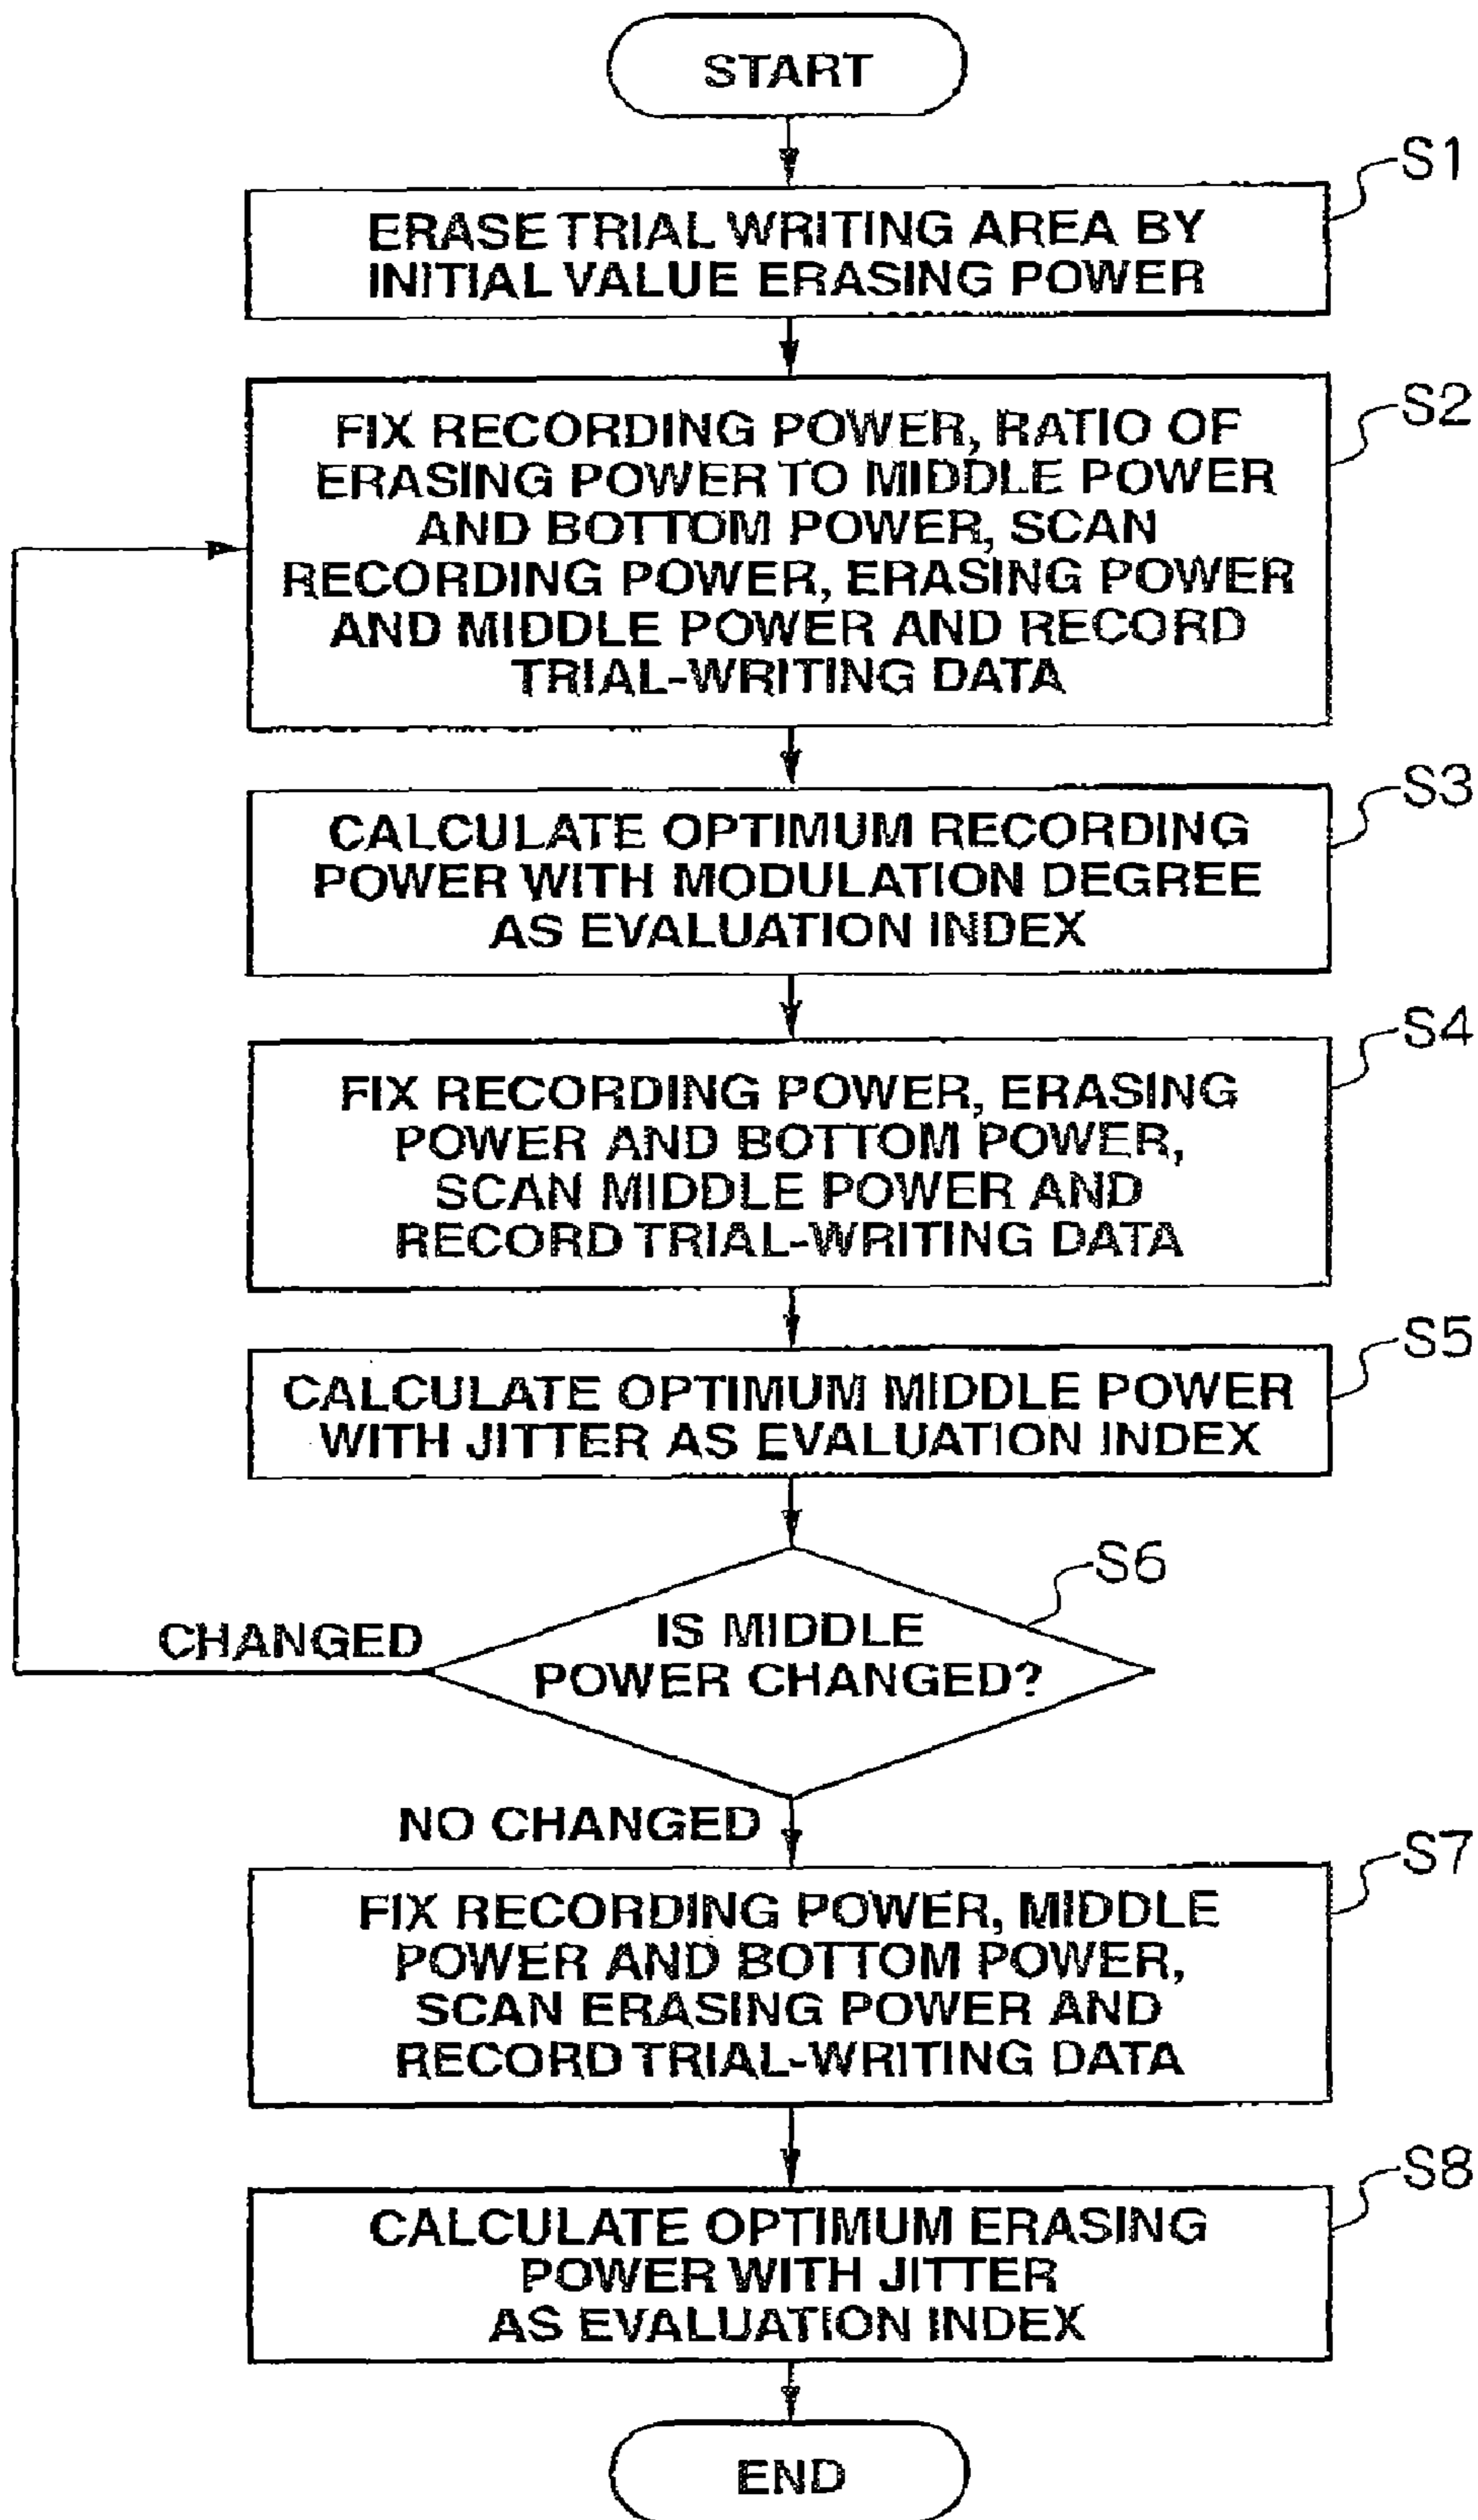 START
S1
ERASE TRIAL WRITING AREA BY
INITIAL VALUE ERASING POWER
S2
FIX RECORDING POWER, RATIO OF
ERASING POWER TO MIDDLE POWER
AND BOTTOM POWER, SCAN
RECORDING POWER, ERASING POWER
AND MIDDLE POWER AND RECORD
TRIAL-WRITING DATA
S3
CALCULATE OPTIMUM RECORDING
POWER WITH MODULATION DEGREE
AS EVALUATION INDEX
S4
FIX RECORDING POWER, ERASING
POWER AND BOTTOM POWER,
SCAN MIDDLE POWER AND
RECORD TRIAL-WRITING DATA
S5
CALCULATE OPTIMUM MIDDLE POWER
WITH JITTER AS EVALUATION INDEX
S6
IS MIDDLE
POWER CHANGED?
CHANGED
NO CHANGED
S7
FIX RECORDING POWER, MIDDLE
POWER AND BOTTOM POWER,
SCAN ERASING POWER AND
RECORD TRIAL-WRITING DATA
S8
CALCULATE OPTIMUM ERASING
POWER WITH JITTER
AS EVALUATION INDEX
END